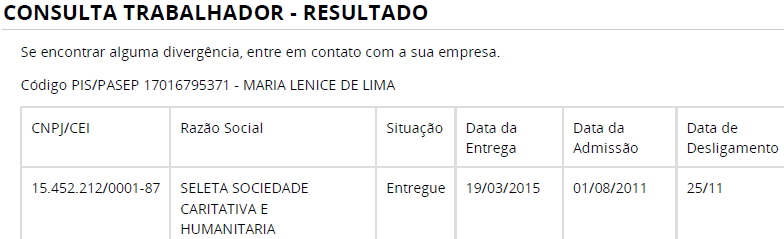 CONSULTA TRABALHADOR - RESULTADO
Se encontrar alguma divergência, entre em contato com a sua empresa.
Código PIS/PASEP 17016795371 - MARIA LENICE DE LIMA
CNPJ/CEI Razão Social Situação Data da Entrega Data da Admissão Data de Desligamento
15.452.212/0001-87 SELETA SOCIEDADE CARITATIVA E HUMANITARIA Entregue 19/03/2015 01/08/2011 25/11